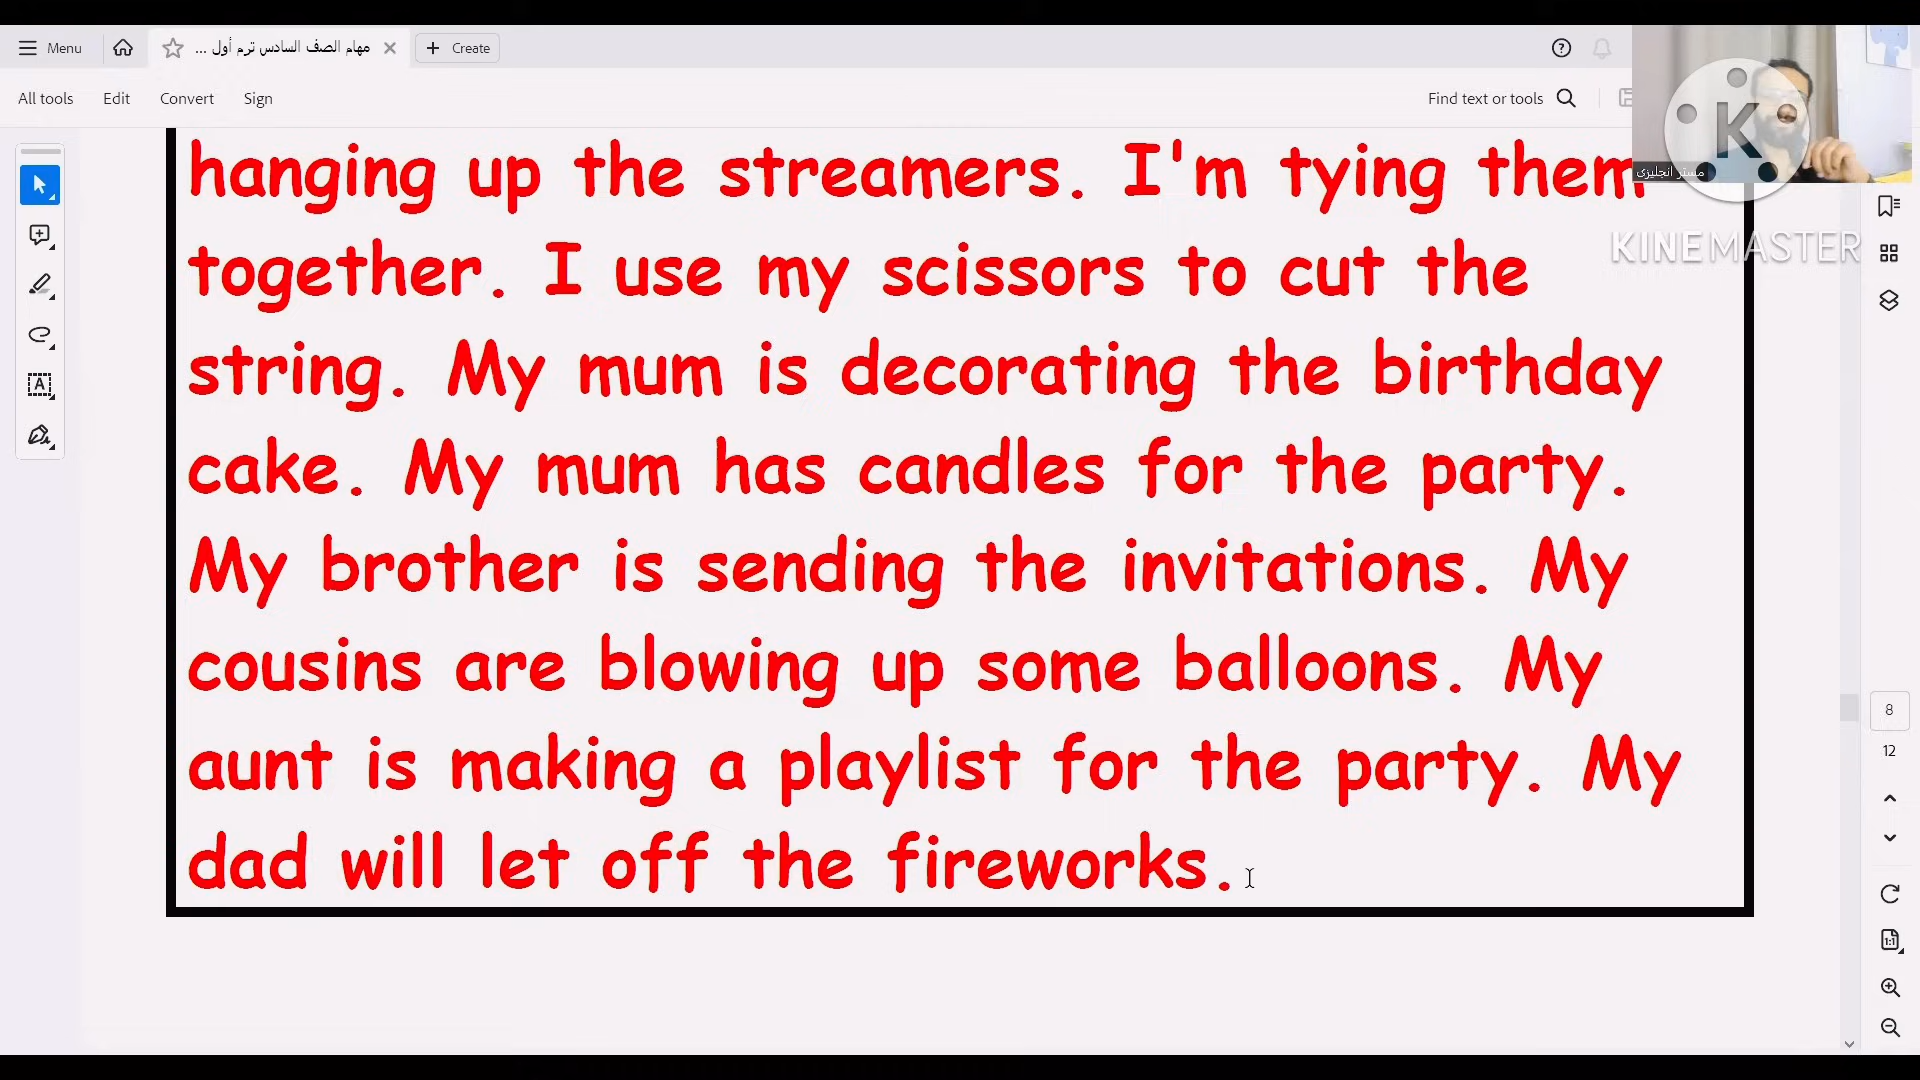 Menu
مهام الصف السادس ترم أول ...
Create
All tools
Edit
Convert
Sign
Find text or tools
مستر انجليزى
K
KINEMASTER
hanging up the streamers. I'm tying them
together. I use my scissors to cut the
string. My mum is decorating the birthday
cake. My mum has candles for the party.
My brother is sending the invitations. My
cousins are blowing up some balloons. My
aunt is making a playlist for the party. My
dad will let off the fireworks.
8
12